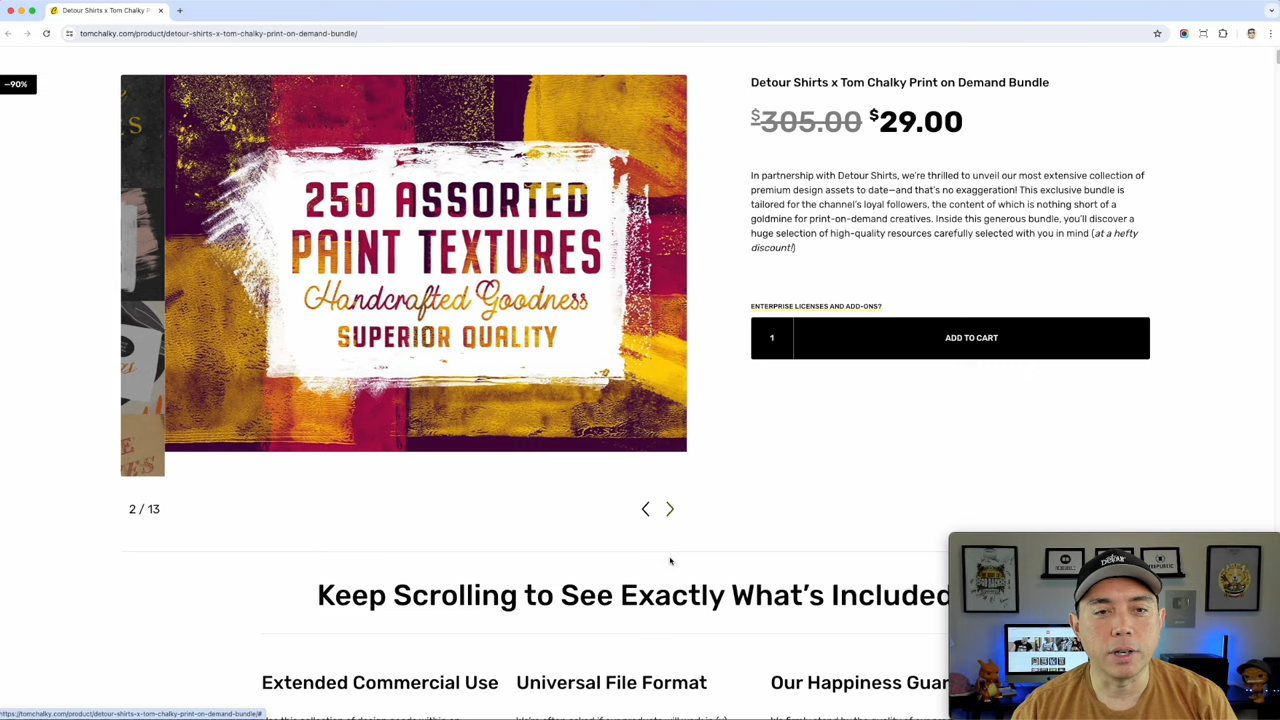 Detour Shirts x Tom Chalky P
tomchalky.com/product/detour-shirts-x-tom-chalky-print-on-demand-bundle/
–90%
250 ASSORTED
PAINT TEXTURES
Handcrafted Goodness
SUPERIOR QUALITY
2 / 13
Detour Shirts x Tom Chalky Print on Demand Bundle
$305.00 $29.00
In partnership with Detour Shirts, we’re thrilled to unveil our most extensive collection of
premium design assets to date—and that’s no exaggeration! This exclusive bundle is
tailored for the channel’s loyal followers, the content of which is nothing short of a
goldmine for print-on-demand creatives. Inside this generous bundle, you’ll discover a
huge selection of high-quality resources carefully selected with you in mind (at a hefty
discount!)
ENTERPRISE LICENSES AND ADD-ONS?
1 ADD TO CART
Keep Scrolling to See Exactly What’s Included
Extended Commercial Use
Universal File Format
Our Happiness Guar
https://tomchalky.com/product/detour-shirts-x-tom-chalky-print-on-demand-bundle/#